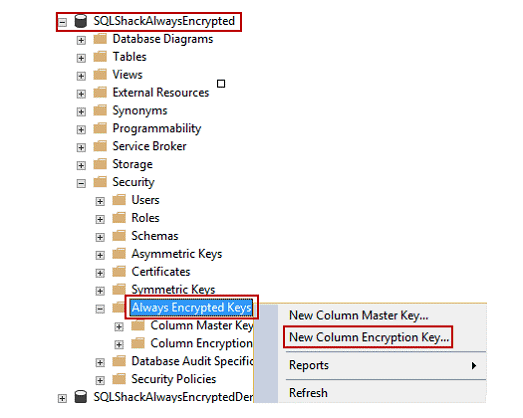 SQLShackAlwaysEncrypted
Database Diagrams
Tables
Views
External Resources
Synonyms
Programmability
Service Broker
Storage
Security
Users
Roles
Schemas
Asymmetric Keys
Certificates
Symmetric Keys
Always Encrypted Keys
New Column Master Key...
Column Master Key
New Column Encryption Key...
Column Encryption
Database Audit Specific
Reports
Security Policies
Refresh
SQLShackAlwaysEncryptedDer